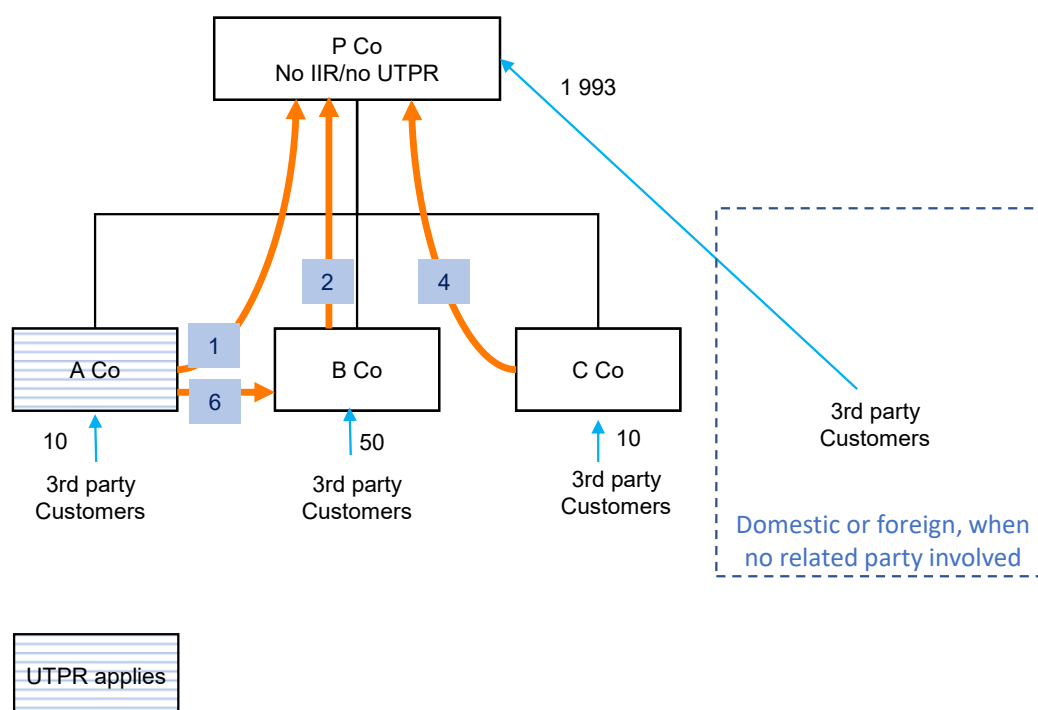 P Co
No IIR/no UTPR
1 993
2
4
1
A Co
B Co
C Co
6
3rd party
Customers
10
50
10
3rd party
Customers
3rd party
Customers
3rd party
Customers
Domestic or foreign, when
no related party involved
UTPR applies